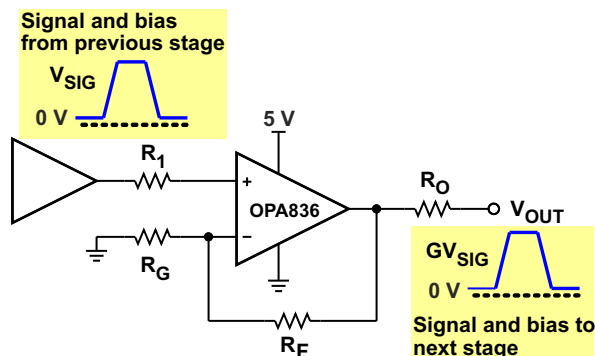 Signal and bias
from previous stage
VSIG
0 V
5 V
R1
+
OPA836
−
RG
RF
RO
VOUT
GVSIG
0 V
Signal and bias to
next stage